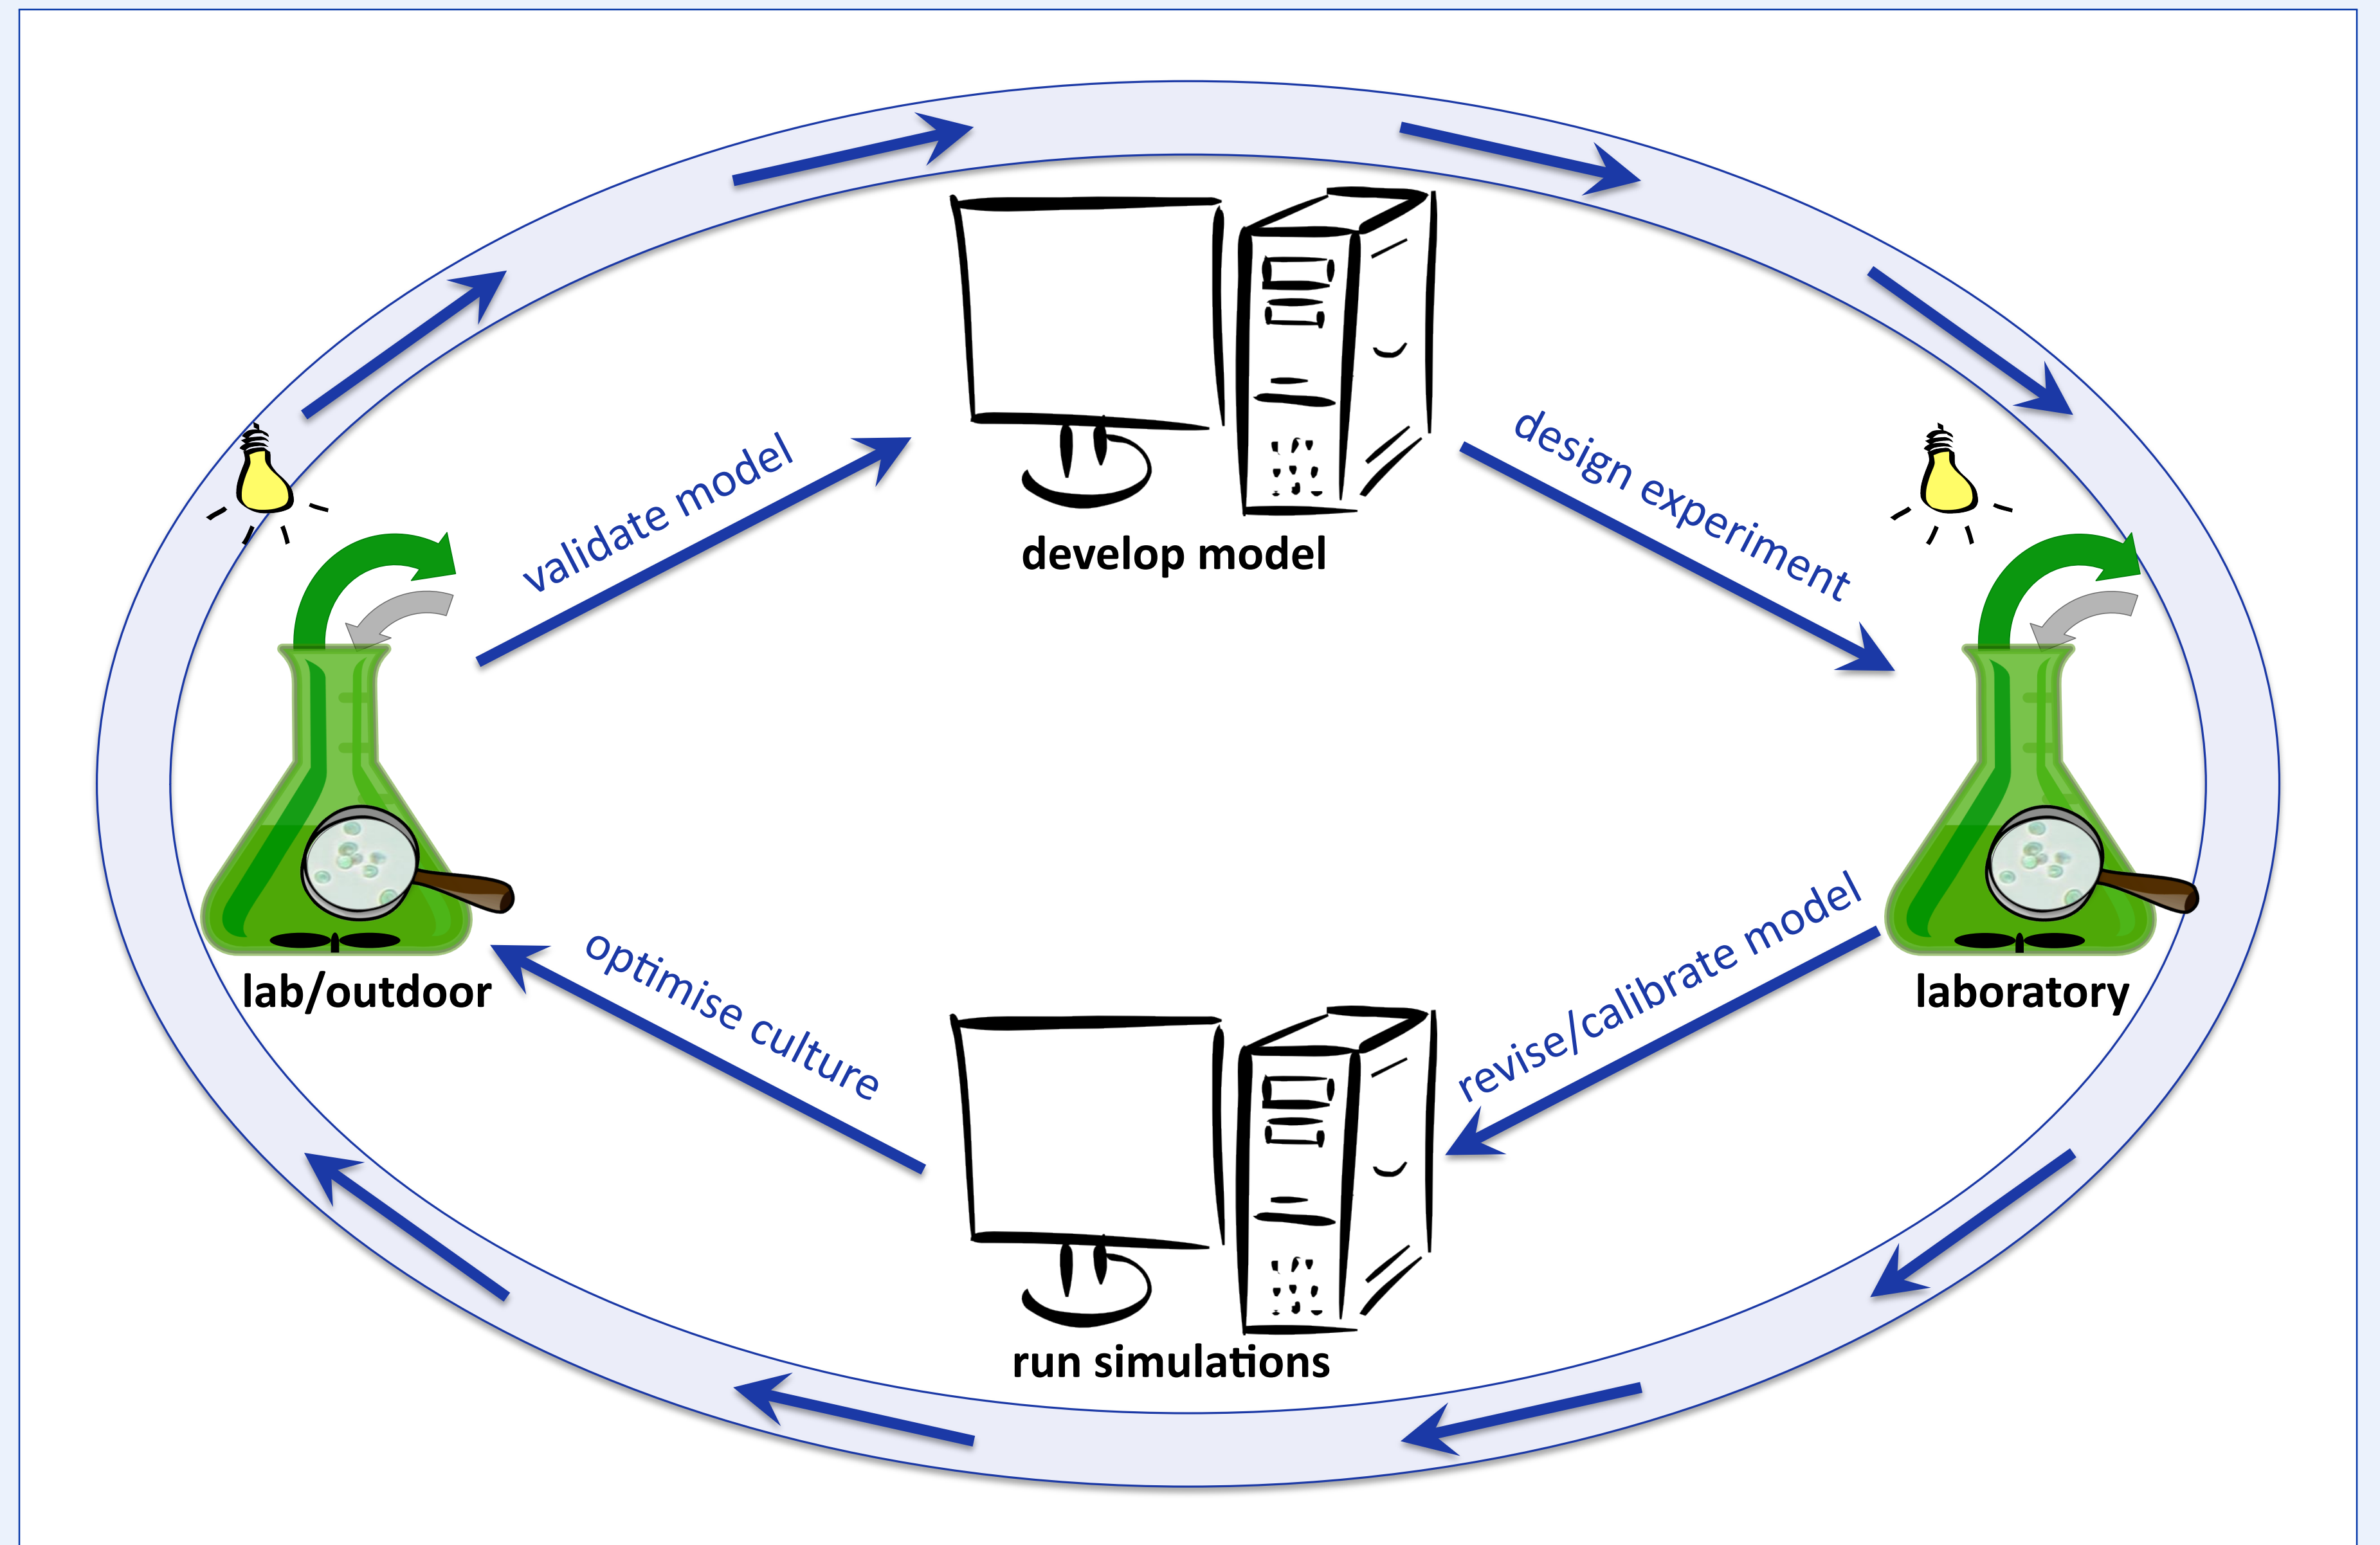 validate model
develop model
design experiment
lab/outdoor
laboratory
optimise culture
revise/calibrate model
run simulations